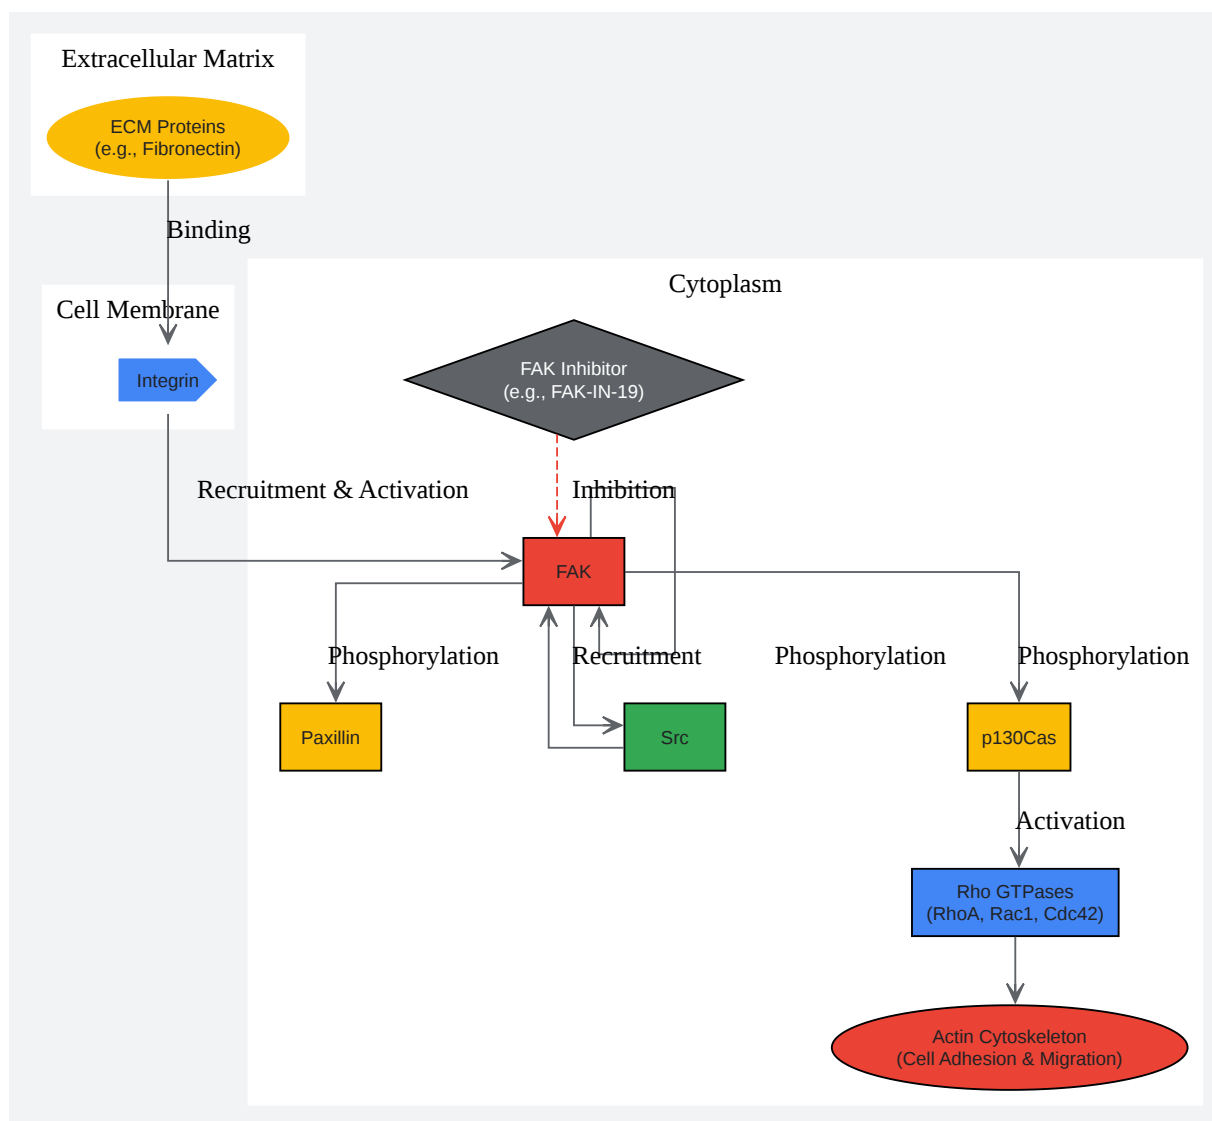 Extracellular Matrix
ECM Proteins
(e.g., Fibronectin)
Binding
Cytoplasm
Cell Membrane
Integrin
FAK Inhibitor
(e.g., FAK-IN-19)
Recruitment & Activation
Inhibition
FAK
Phosphorylation
Recruitment
Phosphorylation
Phosphorylation
Paxillin
Src
p130Cas
Activation
Rho GTPases
(RhoA, Rac1, Cdc42)
Actin Cytoskeleton
(Cell Adhesion & Migration)